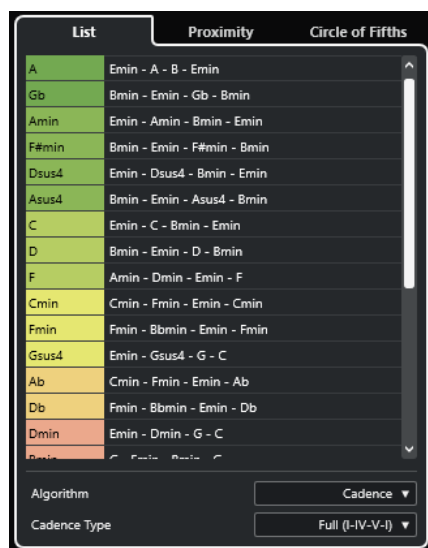 List Proximity Circle of Fifths
A Emin - A - B - Emin
Gb Bmin - Emin - Gb - Bmin
Amin Emin - Amin - Bmin - Emin
F#min Bmin - Emin - F#min - Bmin
Dsus4 Emin - Dsus4 - Bmin - Emin
Asus4 Bmin - Emin - Asus4 - Bmin
C Emin - C - Bmin - Emin
D Bmin - Emin - D - Bmin
F Amin - Dmin - Emin - F
Cmin Cmin - Fmin - Emin - Cmin
Fmin Fmin - Bbmin - Emin - Fmin
Gsus4 Emin - Gsus4 - G - C
Ab Cmin - Fmin - Emin - Ab
Db Fmin - Bbmin - Emin - Db
Dmin Emin - Dmin - G - C
Bmin G - Emin - Bmin - G
Algorithm Cadence
Cadence Type Full (I-IV-V-I)